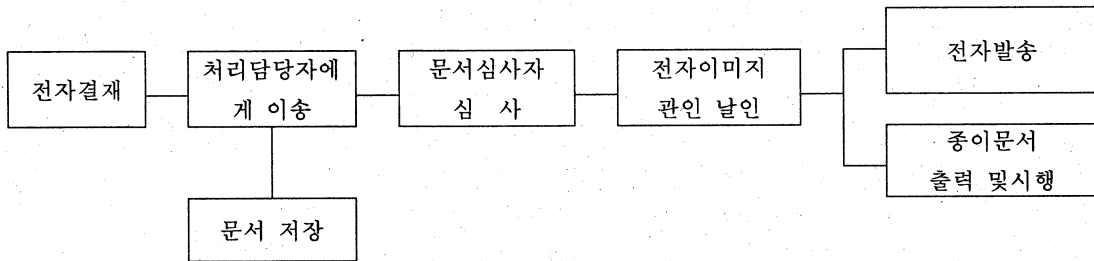 전자결재
처리담당자에
게 이송
문서심사자
심 사
전자이미지
관인 날인
전자발송
종이문서
출력 및시행
문서 저장